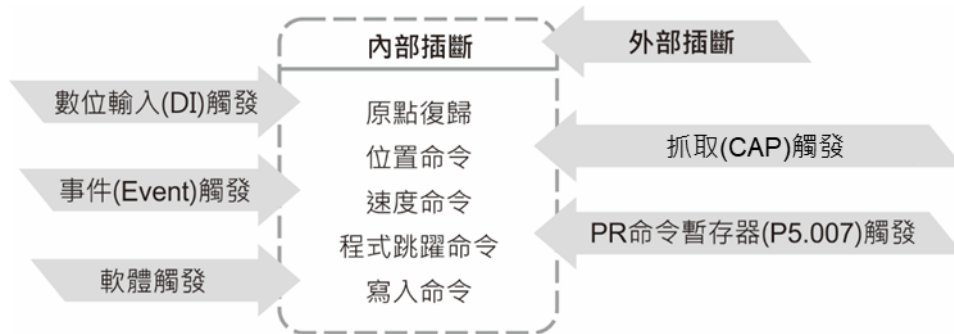 內部插斷
外部插斷
數位輸入(DI)觸發
原點復歸
位置命令
抓取(CAP)觸發
事件(Event)觸發
速度命令
PR命令暫存器(P5.007)觸發
程式跳躍命令
軟體觸發
寫入命令